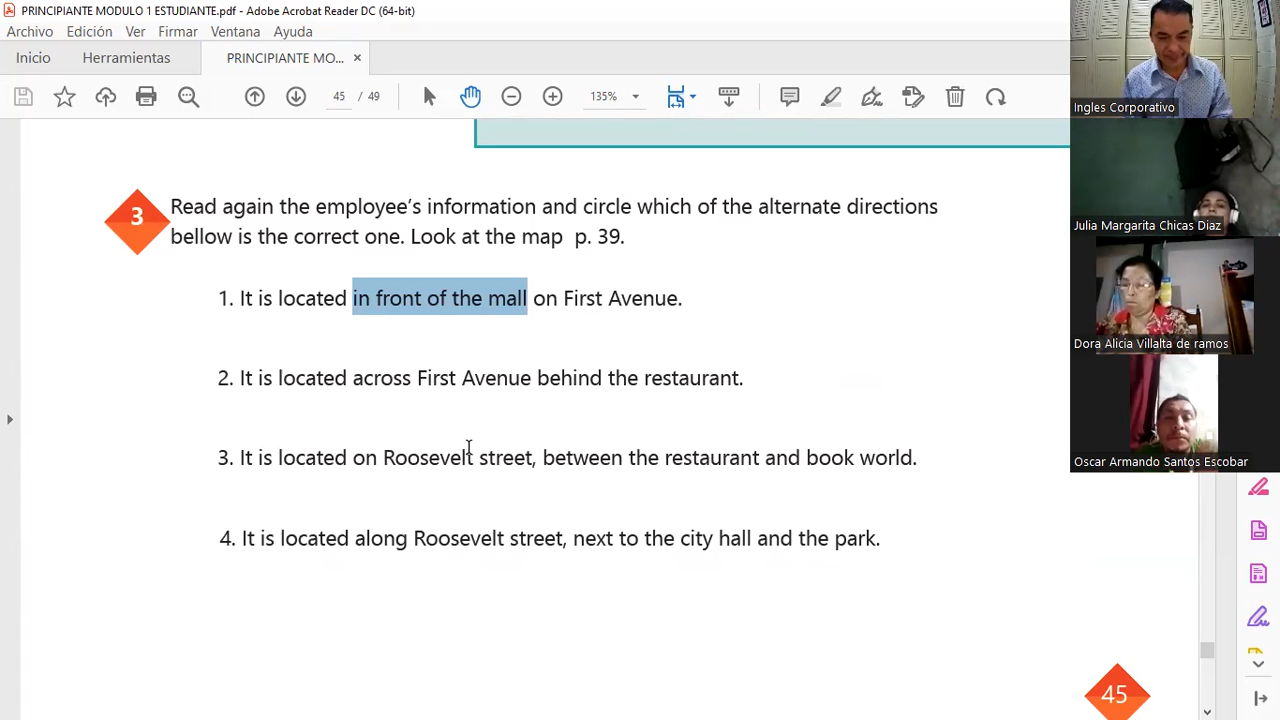 PRINCIPIANTE MODULO 1 ESTUDIANTE.pdf - Adobe Acrobat Reader DC (64-bit)
Archivo Edición Ver Firmar Ventana Ayuda
Inicio Herramientas PRINCIPIANTE MO... ×
45 / 49 135%
3 Read again the employee's information and circle which of the alternate directions
bellow is the correct one. Look at the map p. 39.
1. It is located in front of the mall on First Avenue.
2. It is located across First Avenue behind the restaurant.
3. It is located on Roosevelt street, between the restaurant and book world.
4. It is located along Roosevelt street, next to the city hall and the park.
45
Ingles Corporativo
Julia Margarita Chicas Diaz
Dora Alicia Villalta de ramos
Oscar Armando Santos Escobar